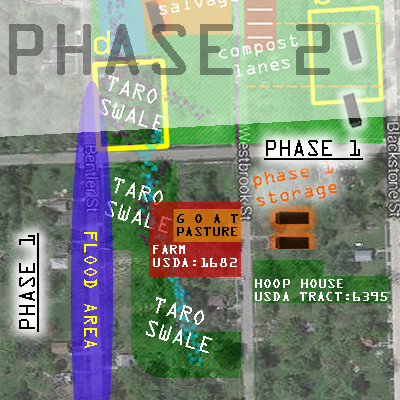 salvage
PHASE 2
b
d
compost
lanes
TARO
SWALE
PHASE 1
Bentler St
Westbrook St
Blackstone St
phase 1
storage
TARO
SWALE
GOAT
PASTURE
FARM
USDA:1682
PHASE 1
FLOOD AREA
HOOP HOUSE
USDA TRACT:6395
TARO
SWALE